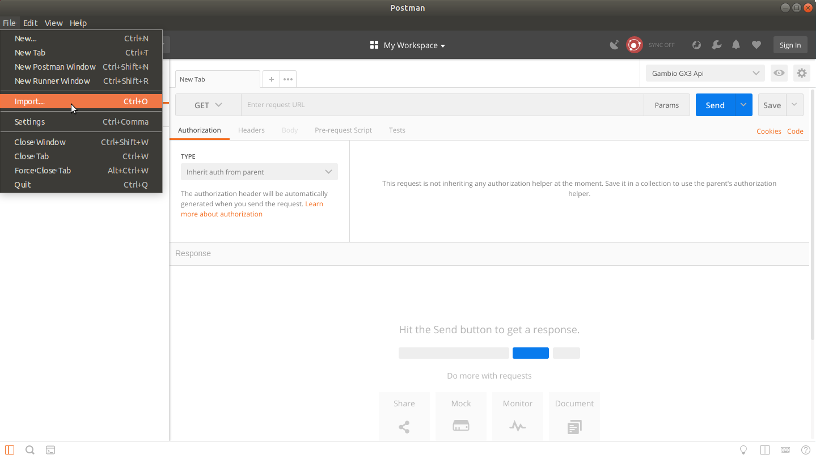 Postman
File Edit View Help
New... Ctrl+N
New Tab Ctrl+T
New Postman Window Ctrl+Shift+N
New Runner Window Ctrl+Shift+R
Import... Ctrl+O
Settings Ctrl+Comma
Close Window Ctrl+Shift+W
Close Tab Ctrl+W
Force Close Tab Alt+Ctrl+W
Quit Ctrl+Q
My Workspace
SYNC OFF
Sign In
New Tab
Gambio GX3 Api
GET
Enter request URL
Params
Send
Save
Authorization Headers Body Pre-request Script Tests
Cookies Code
TYPE
Inherit auth from parent
The authorization header will be automatically
generated when you send the request. Learn
more about authorization
This request is not inheriting any authorization helper at the moment. Save it in a collection to use the parent's authorization
helper.
Response
Hit the Send button to get a response.
Do more with requests
Share Mock Monitor Document